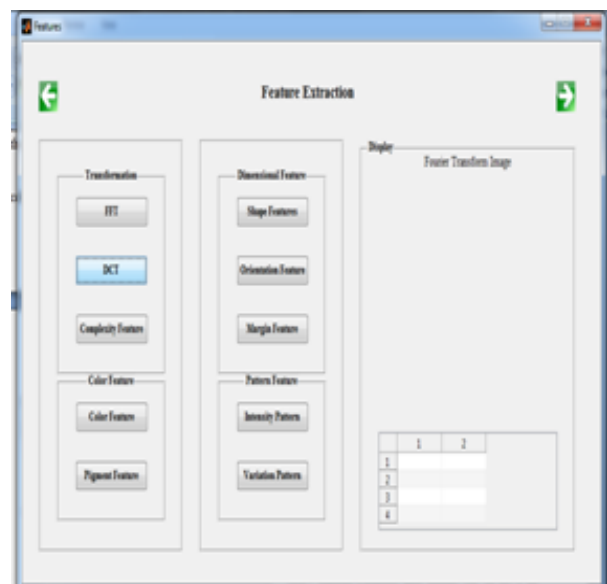 Features
Feature Extraction
Transformation
FFT
DCT
Complexity Feature
Color Feature
Color Feature
Pigment Feature
Dimensional Feature
Shape Features
Orientation Feature
Margin Feature
Pattern Feature
Intensity Pattern
Variation Pattern
Display
Fourier Transform Image
1 2
1
2
3
4